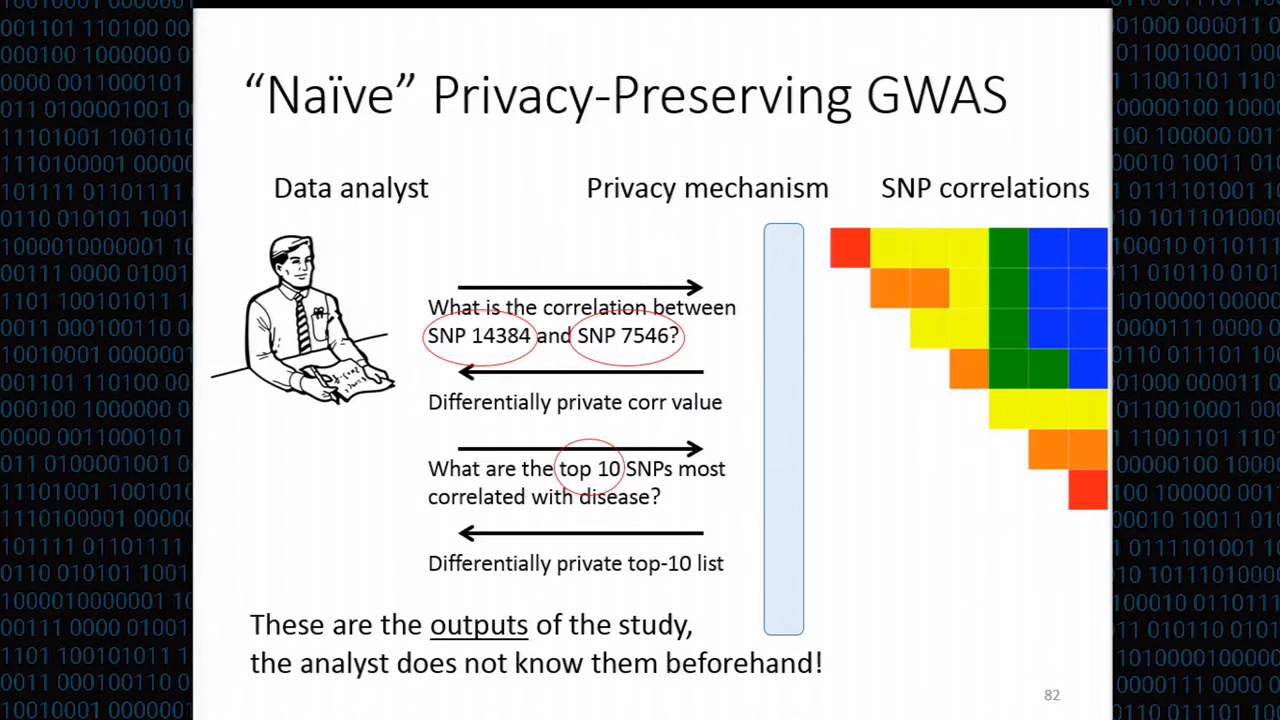 “Naïve” Privacy-Preserving GWAS
Data analyst
Privacy mechanism
SNP correlations
What is the correlation between
SNP 14384 and SNP 7546?
Differentially private corr value
What are the top 10 SNPs most
correlated with disease?
Differentially private top-10 list
These are the outputs of the study,
the analyst does not know them beforehand!
82